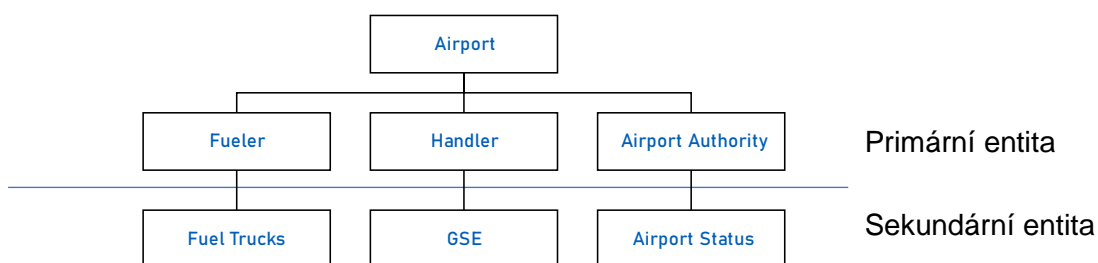 Airport
Fueler
Handler
Airport Authority
Primární entita
Fuel Trucks
GSE
Airport Status
Sekundární entita